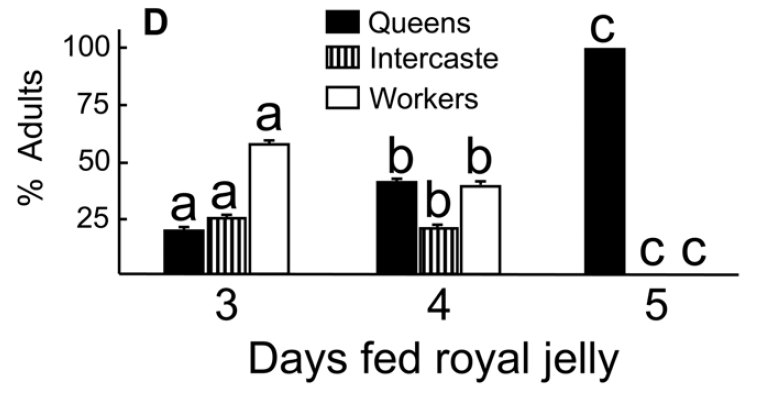 D
Queens
Intercaste
Workers
% Adults
100
75
50
25
a a a
b b b
c c c
3 4 5
Days fed royal jelly